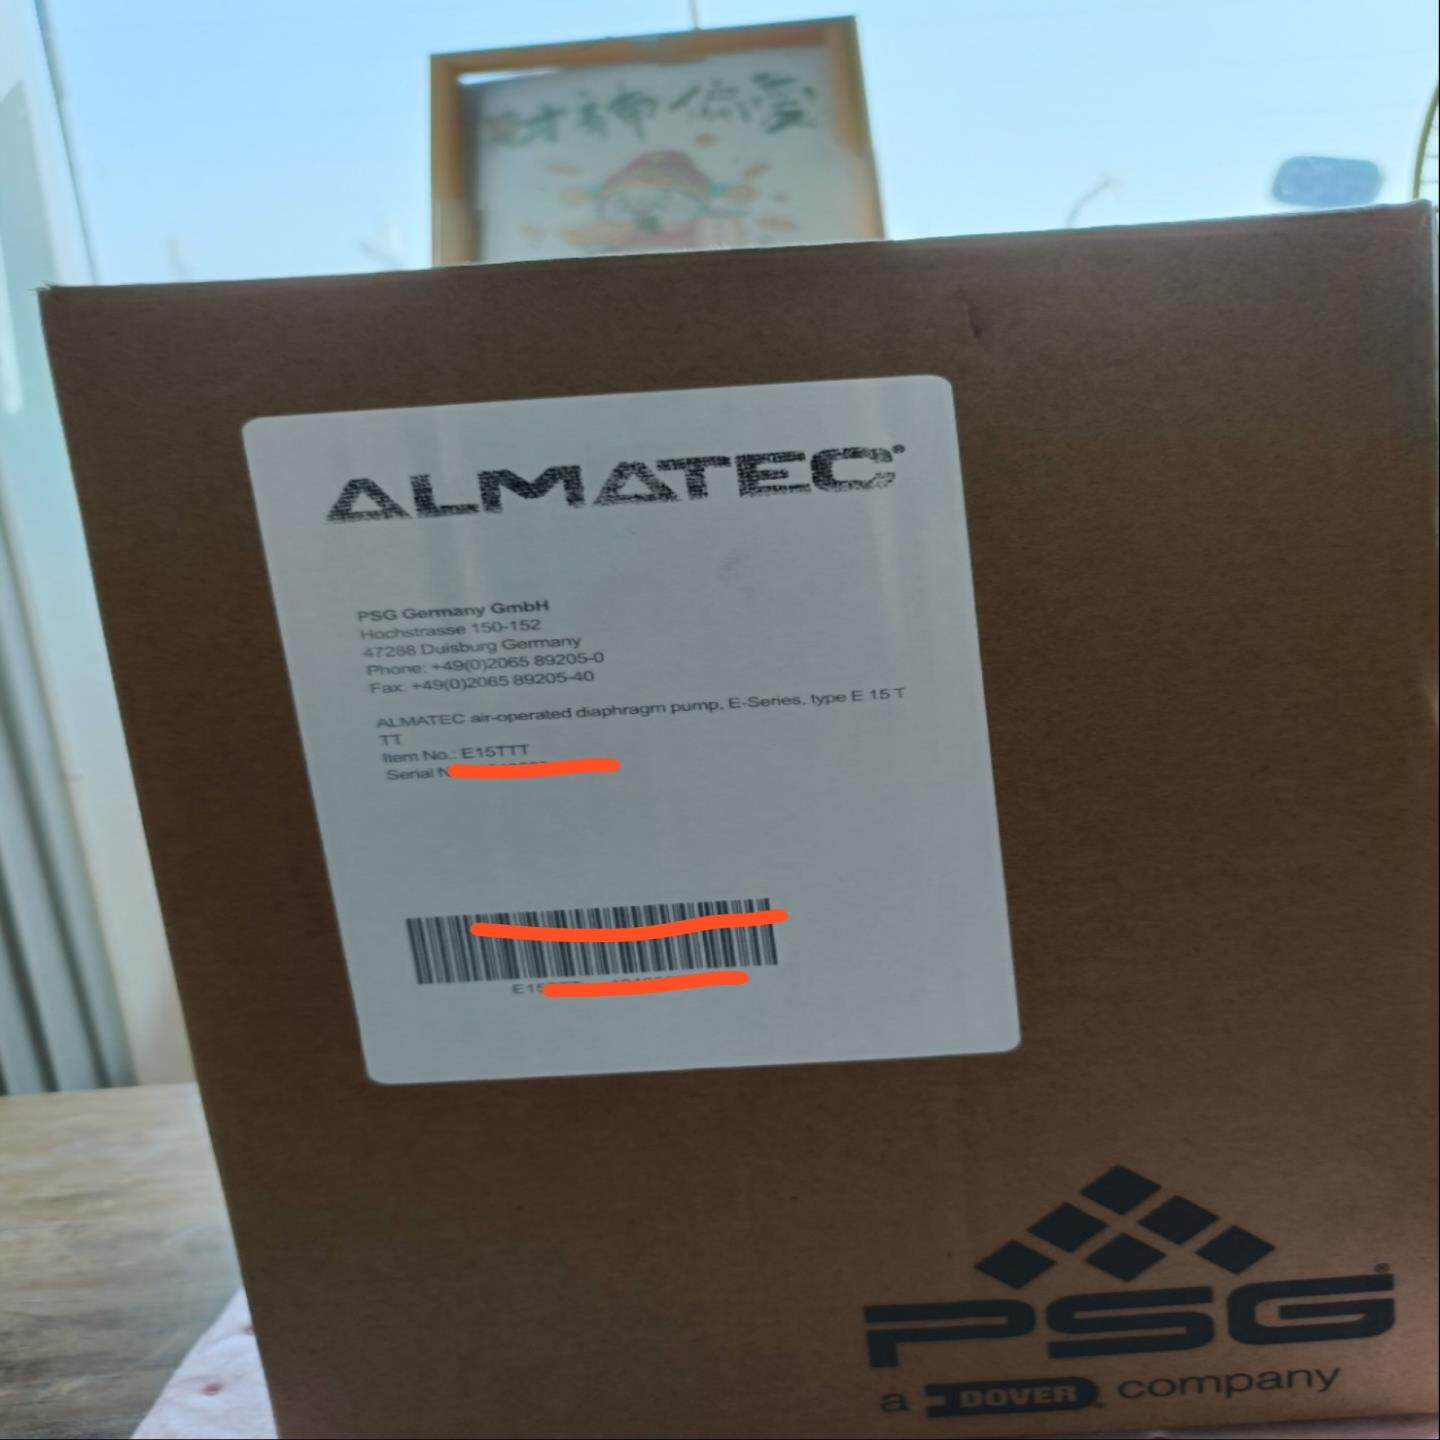 財神偏愛
ALMATEC®
PSG Germany GmbH
Hochstrasse 150-152
47288 Duisburg Germany
Phone: +49(0)2065 89205-0
Fax: +49(0)2065 89205-40
ALMATEC air-operated diaphragm pump, E-Series, type E 15 T
TT
Item No.: E15TTT
Serial
E15
PSG®
a DOVER company